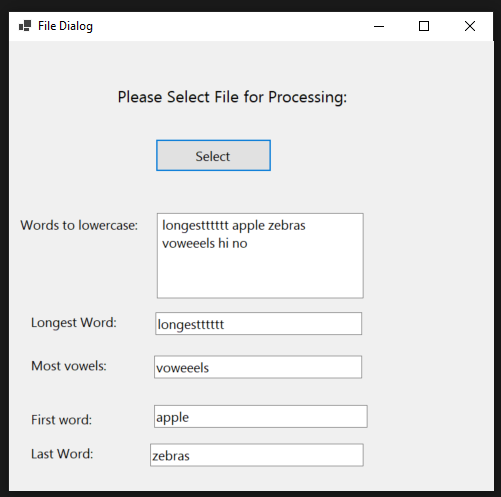 File Dialog
Please Select File for Processing:
Select
Words to lowercase:
longestttttt apple zebras
voweeels hi no
Longest Word:
longestttttt
Most vowels:
voweeels
First word:
apple
Last Word:
zebras